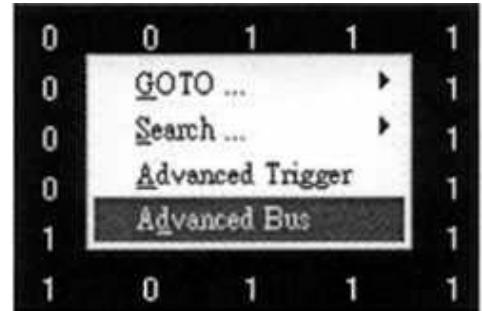 0 0 1 1 1
0 GOTO ... 1
0 Search ... 1
0 Advanced Trigger 1
1 Advanced Bus 1
1 0 1 1 1